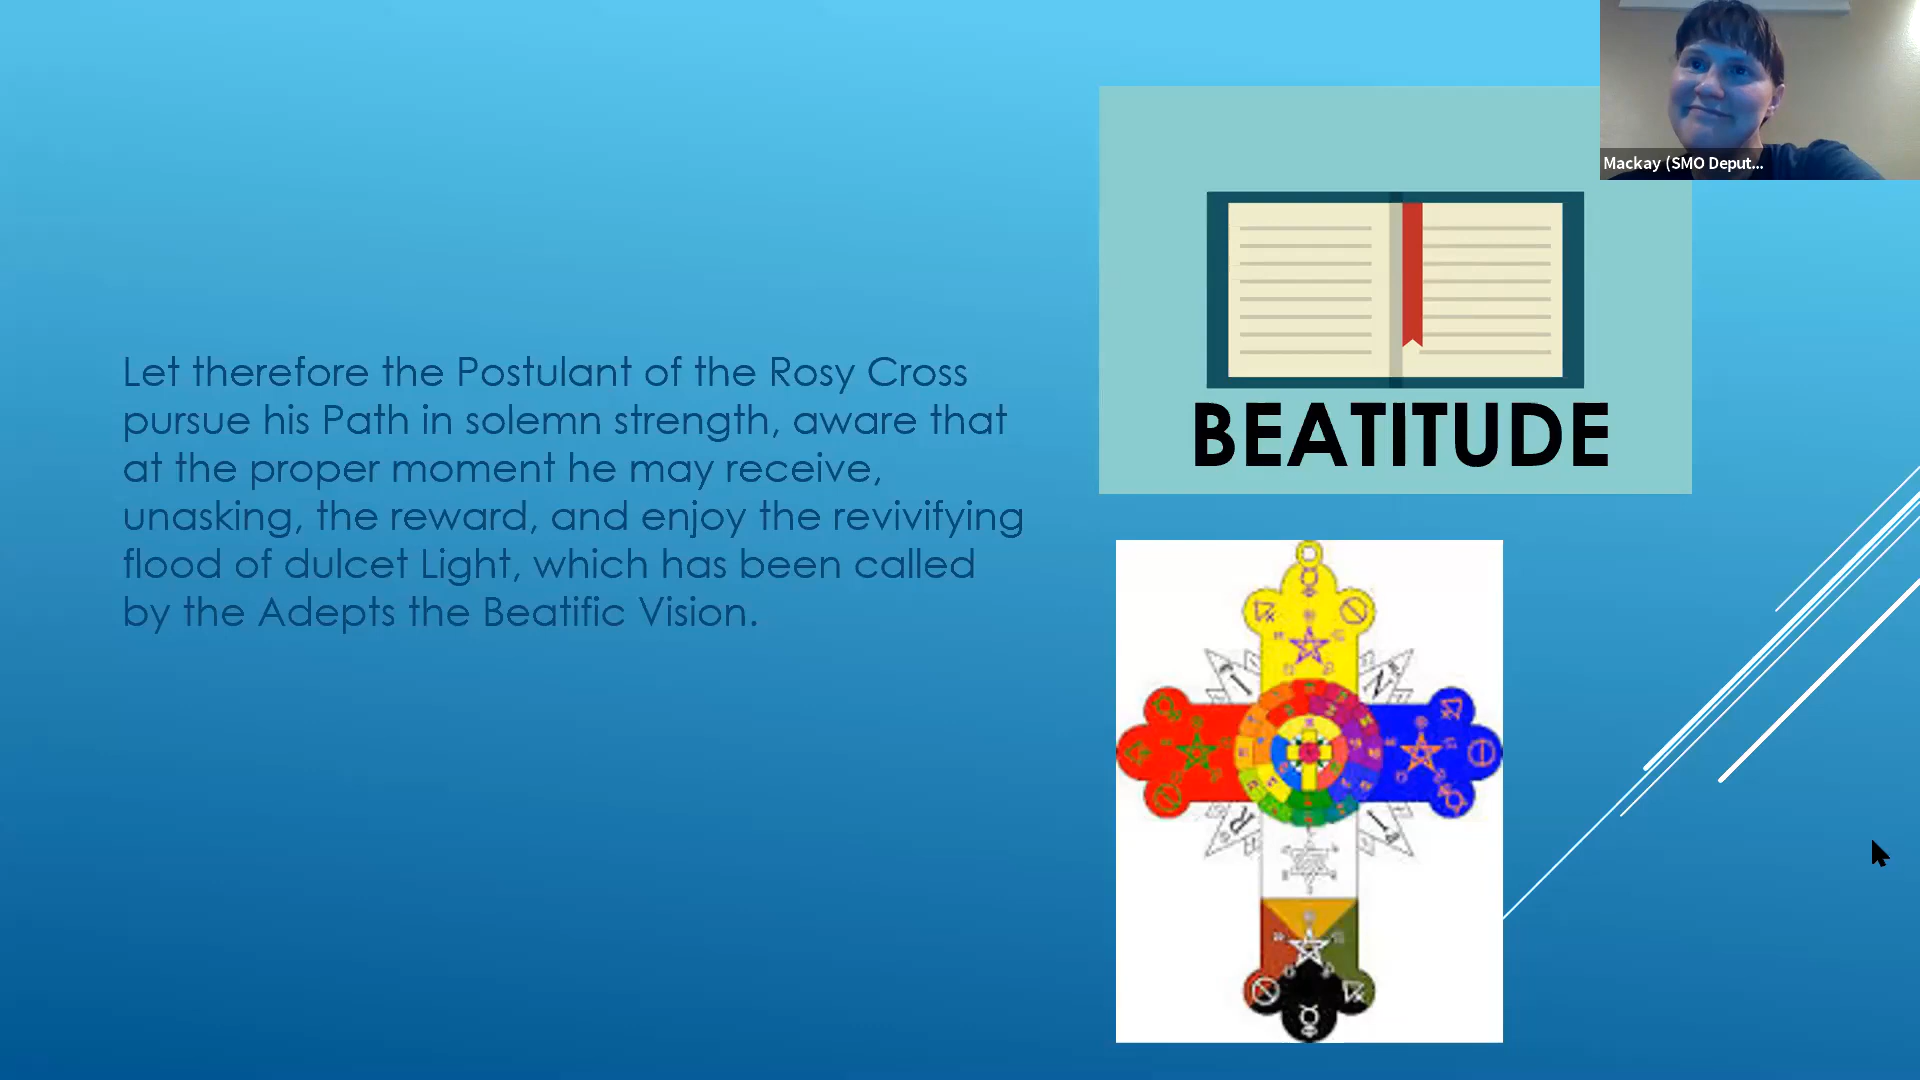 Let therefore the Postulant of the Rosy Cross
pursue his Path in solemn strength, aware that
at the proper moment he may receive,
unasking, the reward, and enjoy the revivifying
flood of dulcet Light, which has been called
by the Adepts the Beatific Vision.
Mackay (SMO Deput...
BEATITUDE
I
N
R
I